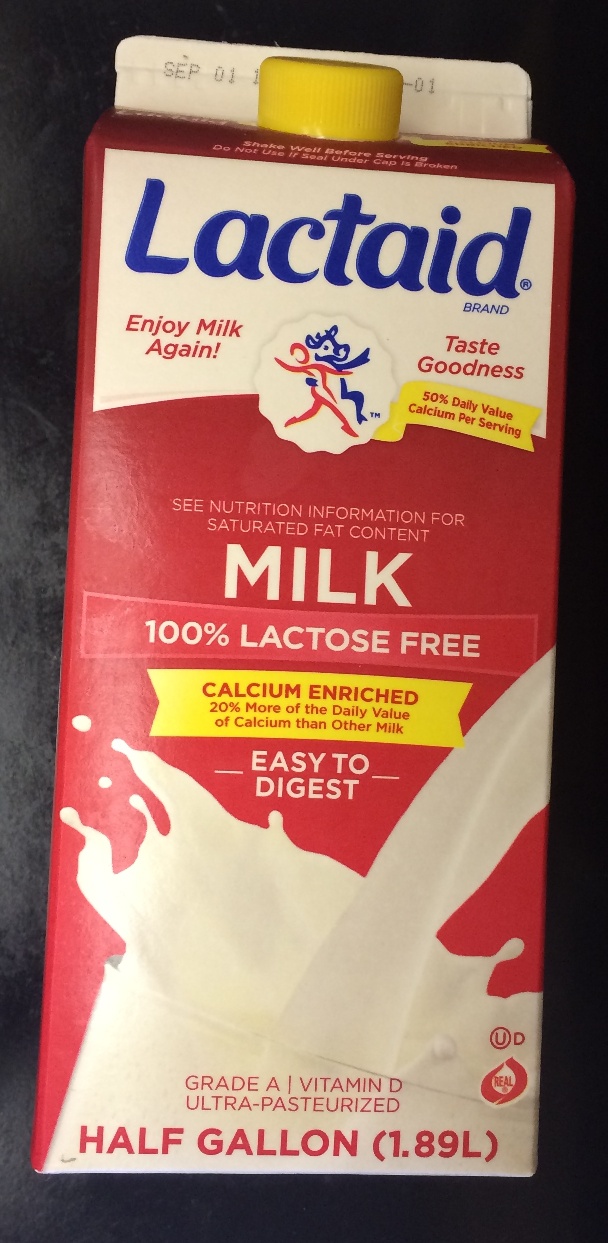 SEP 01
-01
Shake Well Before Serving
Do Not Use If Seal Under Cap Is Broken
Lactaid®
BRAND
Enjoy Milk
Again!
Taste
Goodness
TM
50% Daily Value
Calcium Per Serving
SEE NUTRITION INFORMATION FOR
SATURATED FAT CONTENT
MILK
100% LACTOSE FREE
CALCIUM ENRICHED
20% More of the Daily Value
of Calcium than Other Milk
EASY TO
DIGEST
U D
REAL®
GRADE A | VITAMIN D
ULTRA-PASTEURIZED
HALF GALLON (1.89L)